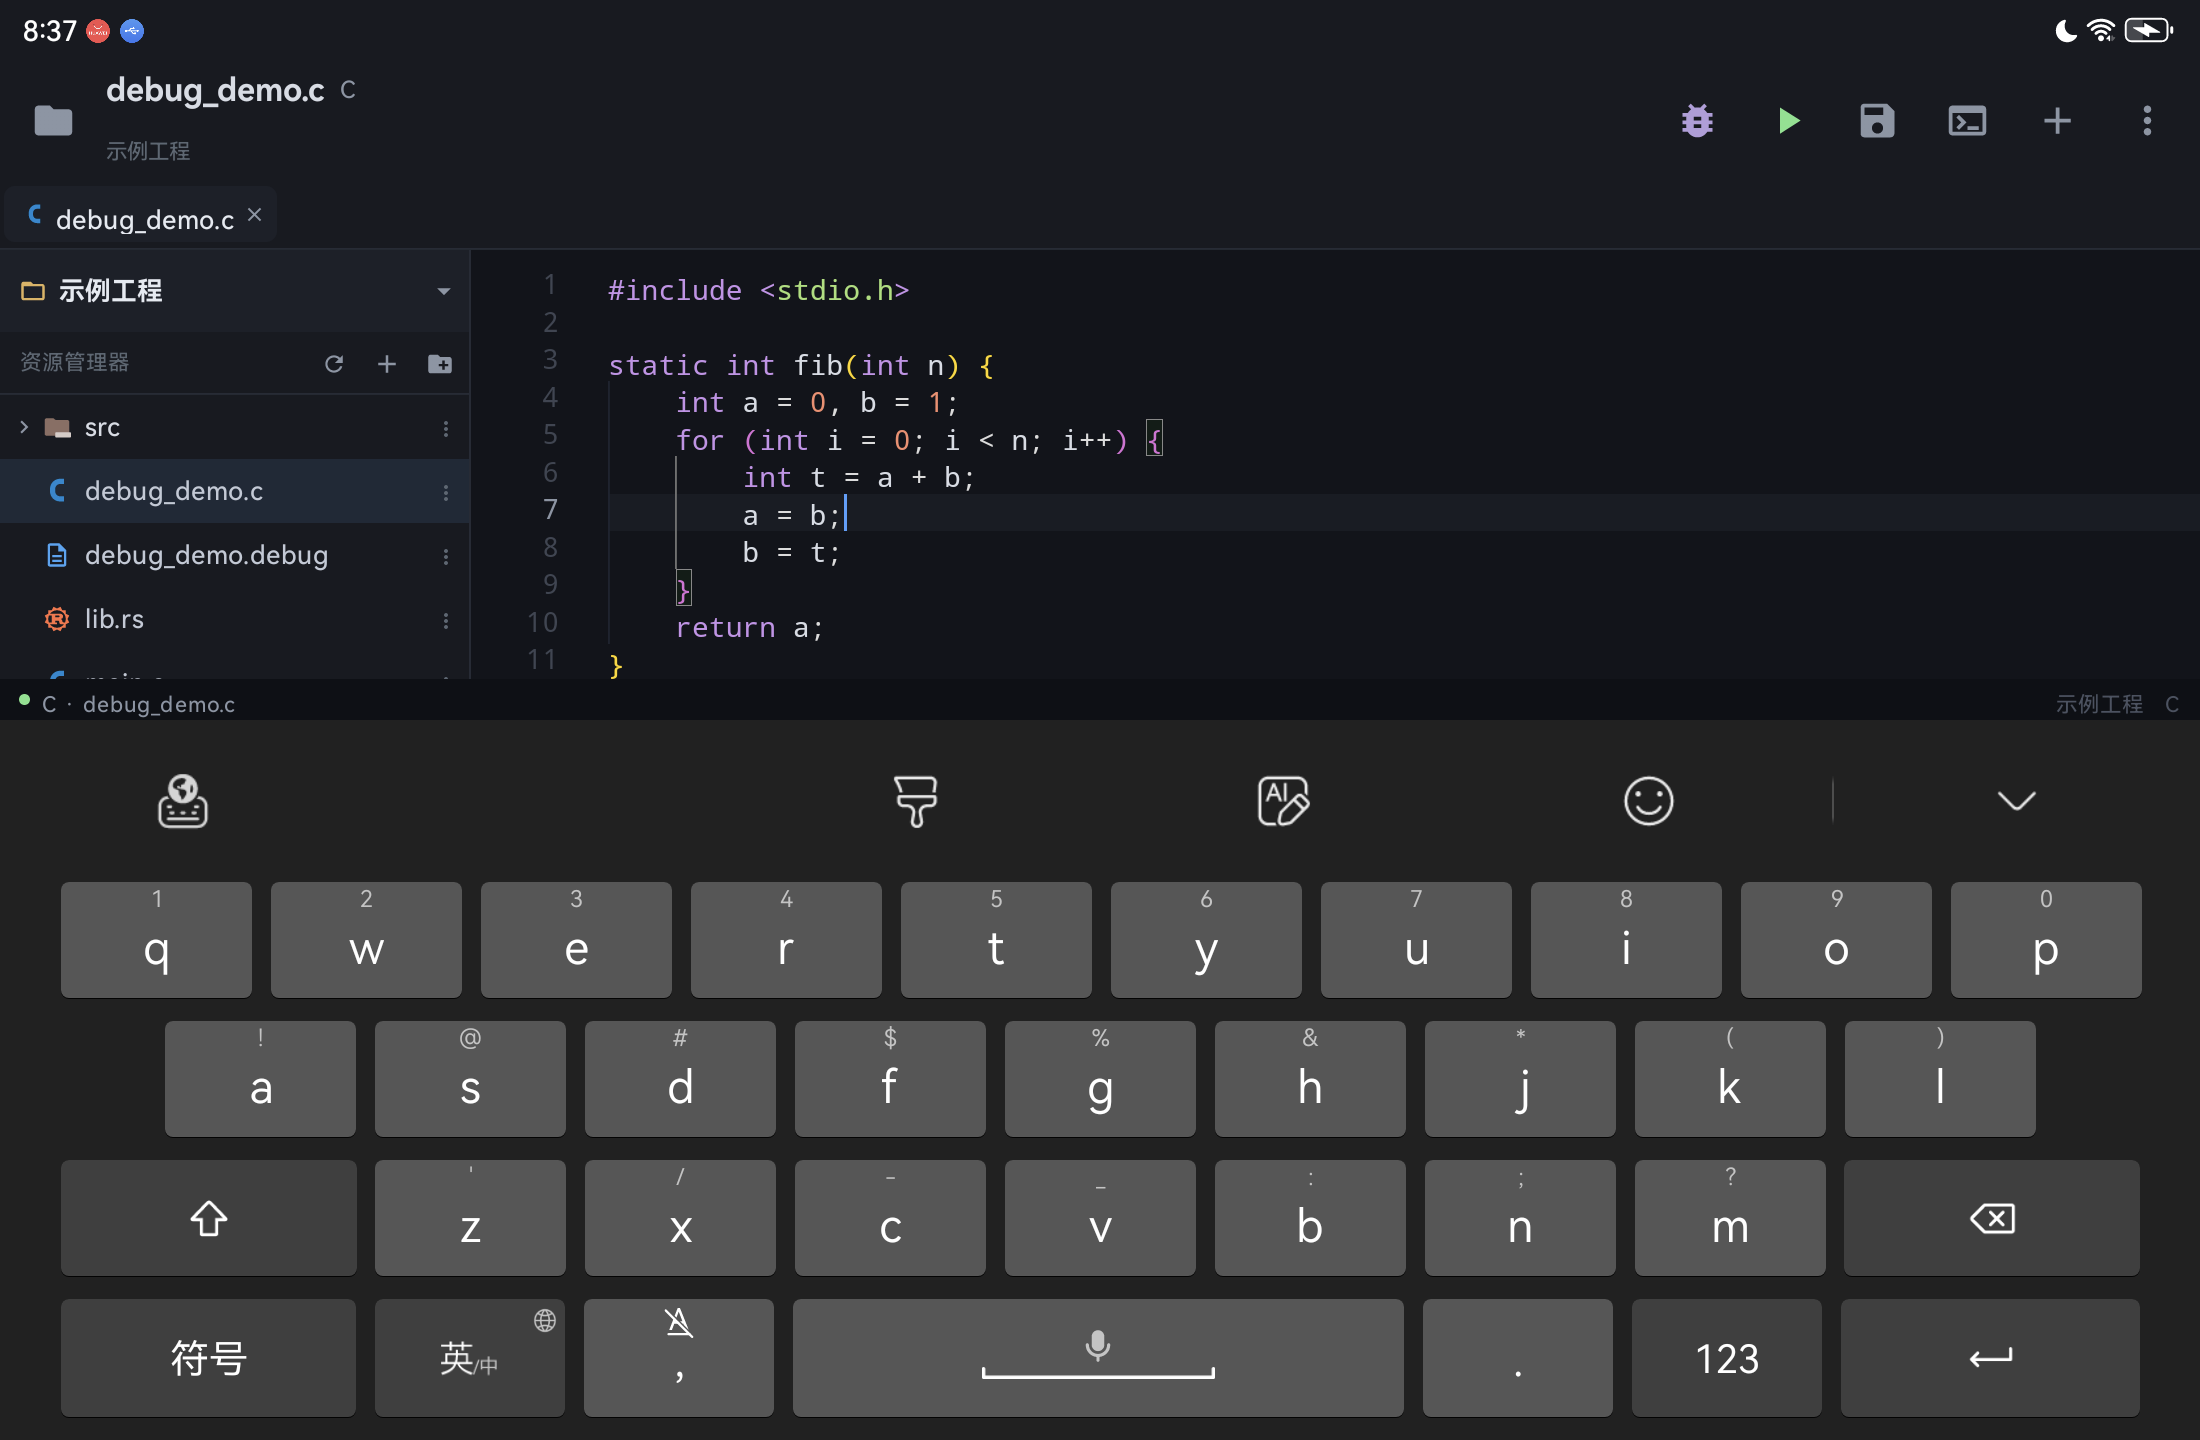 8:37
debug_demo.c C
示例工程
debug_demo.c
示例工程
资源管理器
src
debug_demo.c
debug_demo.debug
lib.rs
1 #include <stdio.h>
2
3 static int fib(int n) {
4 int a = 0, b = 1;
5 for (int i = 0; i < n; i++) {
6 int t = a + b;
7 a = b;
8 b = t;
9 }
10 return a;
11 }
C · debug_demo.c
示例工程 C
AI
1 2 3 4 5 6 7 8 9 0
q w e r t y u i o p
! @ # $ % & * ( )
a s d f g h j k l
' / - _ : ; ?
z x c v b n m
符号 英/中 , . 123